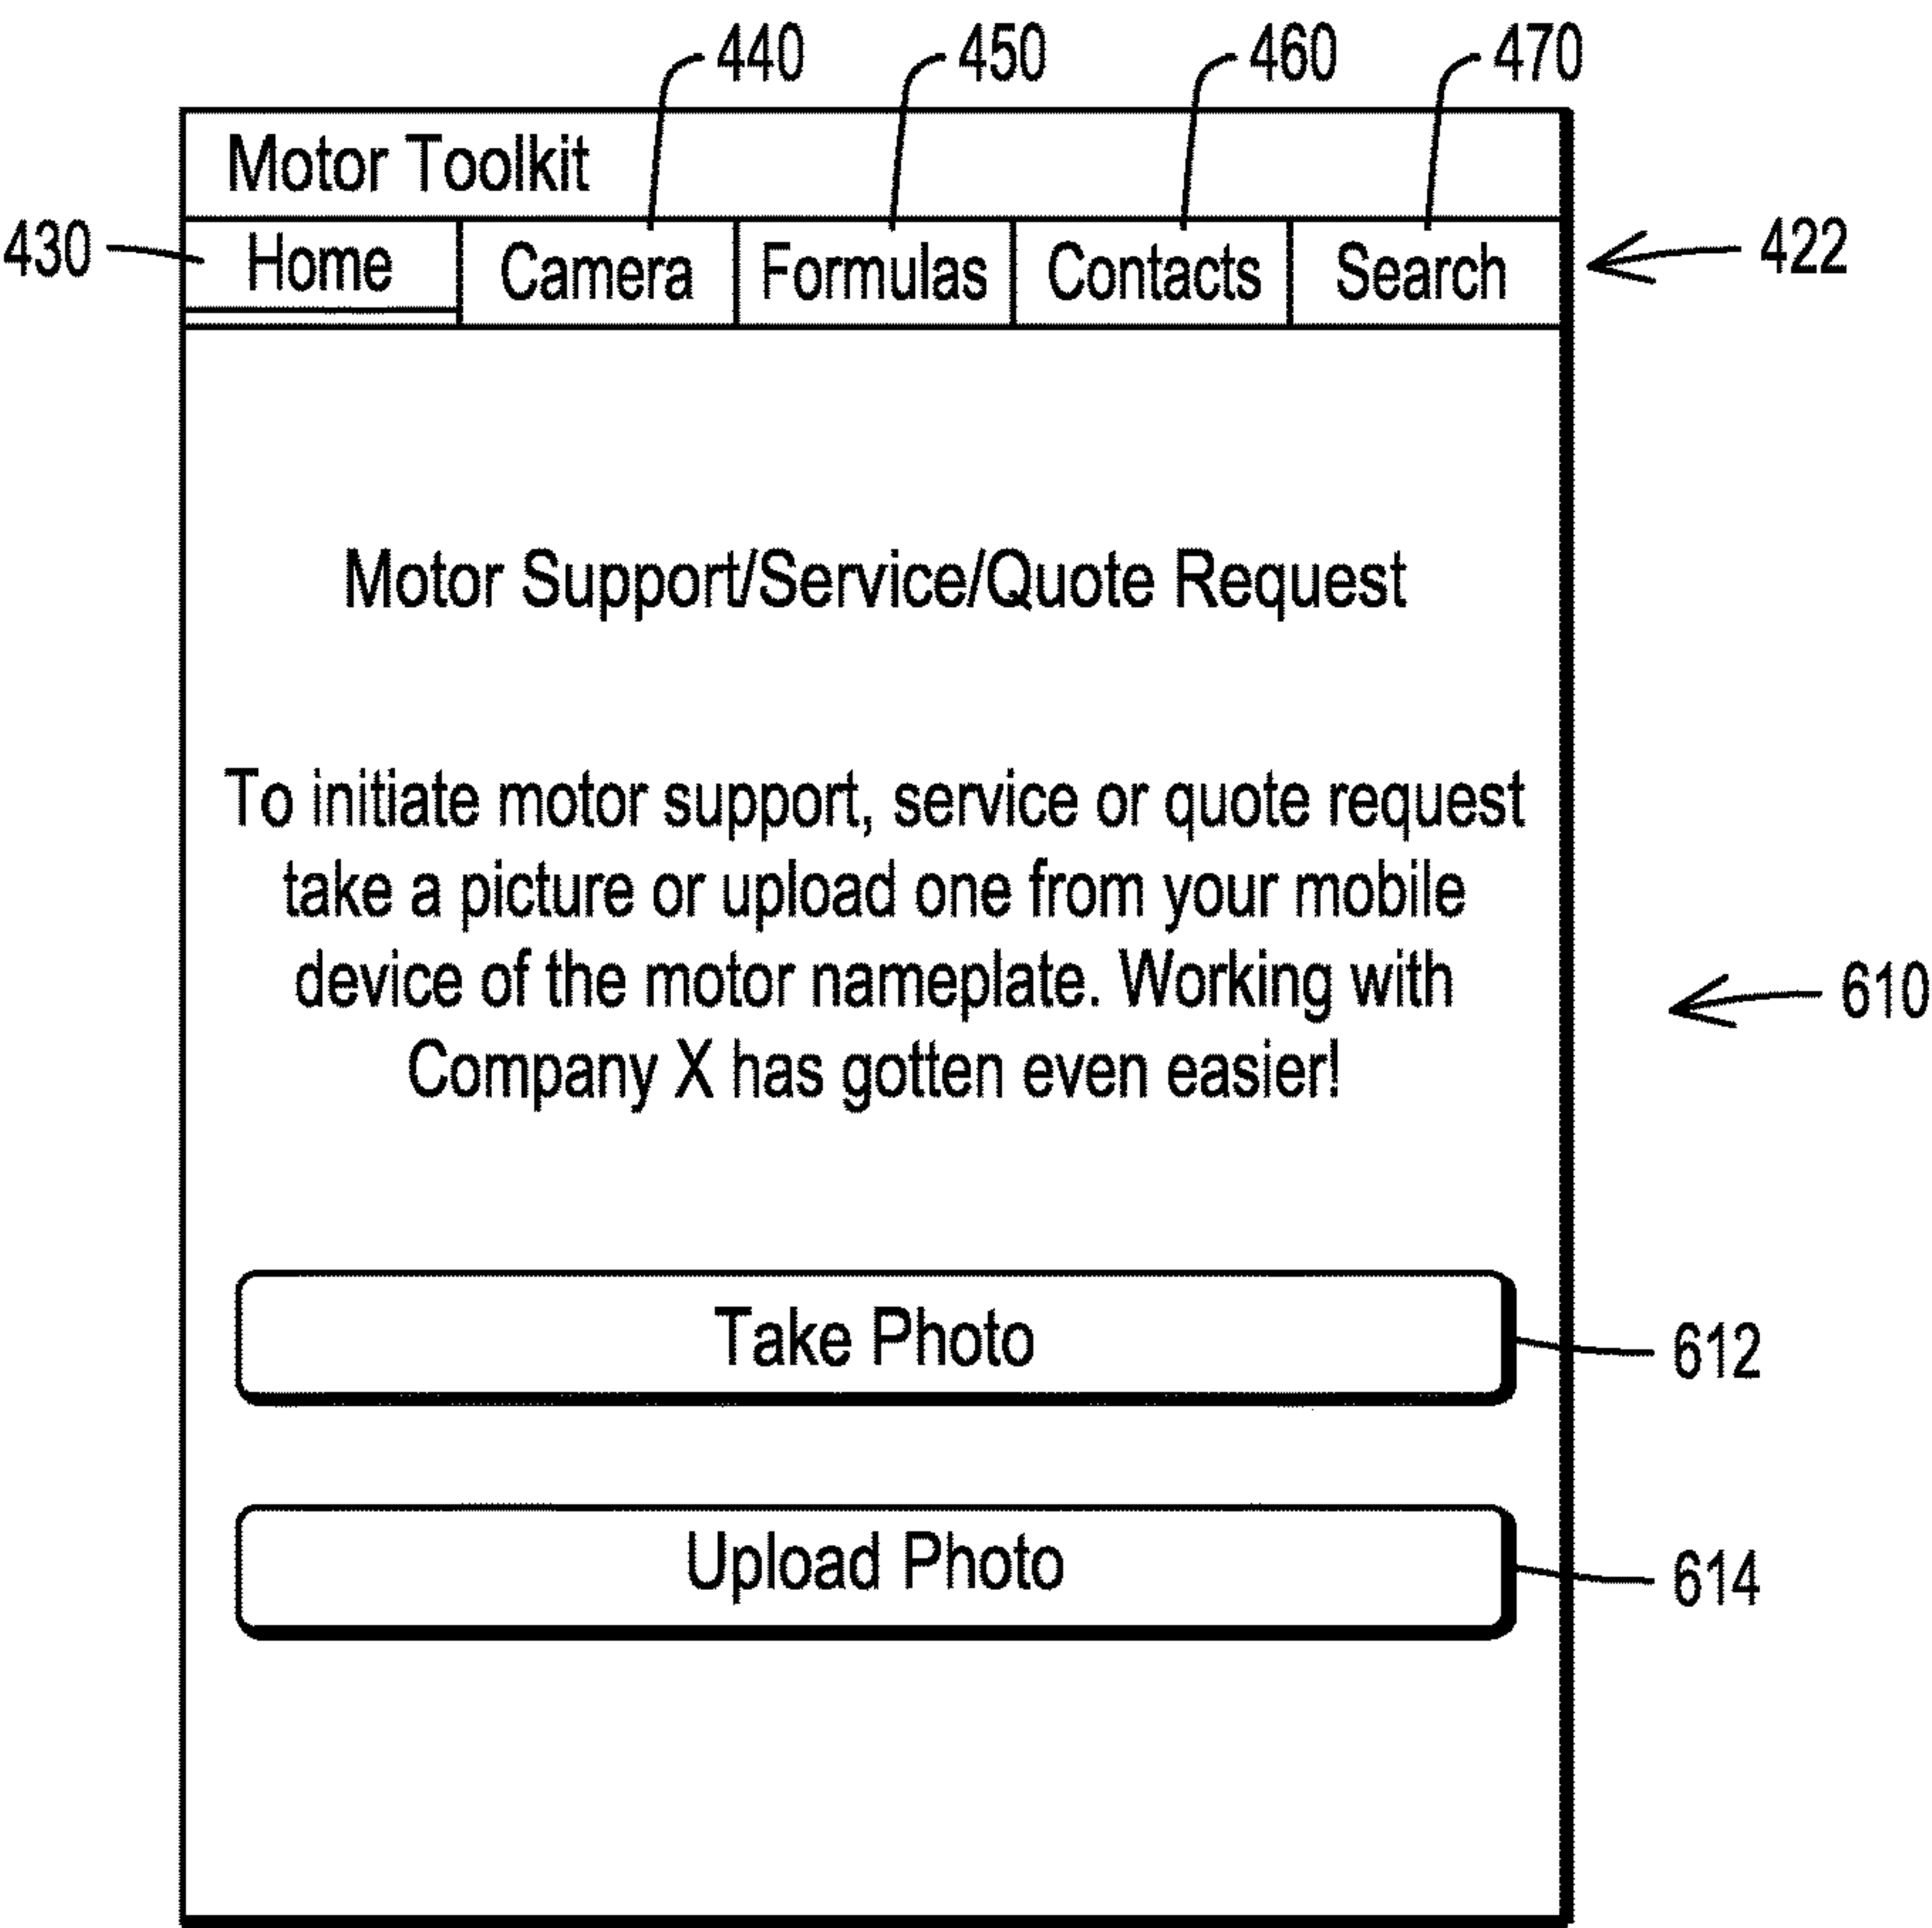 440 450 460 470
Motor Toolkit
430 Home Camera Formulas Contacts Search 422
Motor Support/Service/Quote Request
To initiate motor support, service or quote request
take a picture or upload one from your mobile
device of the motor nameplate. Working with
Company X has gotten even easier!
610
Take Photo
612
Upload Photo
614